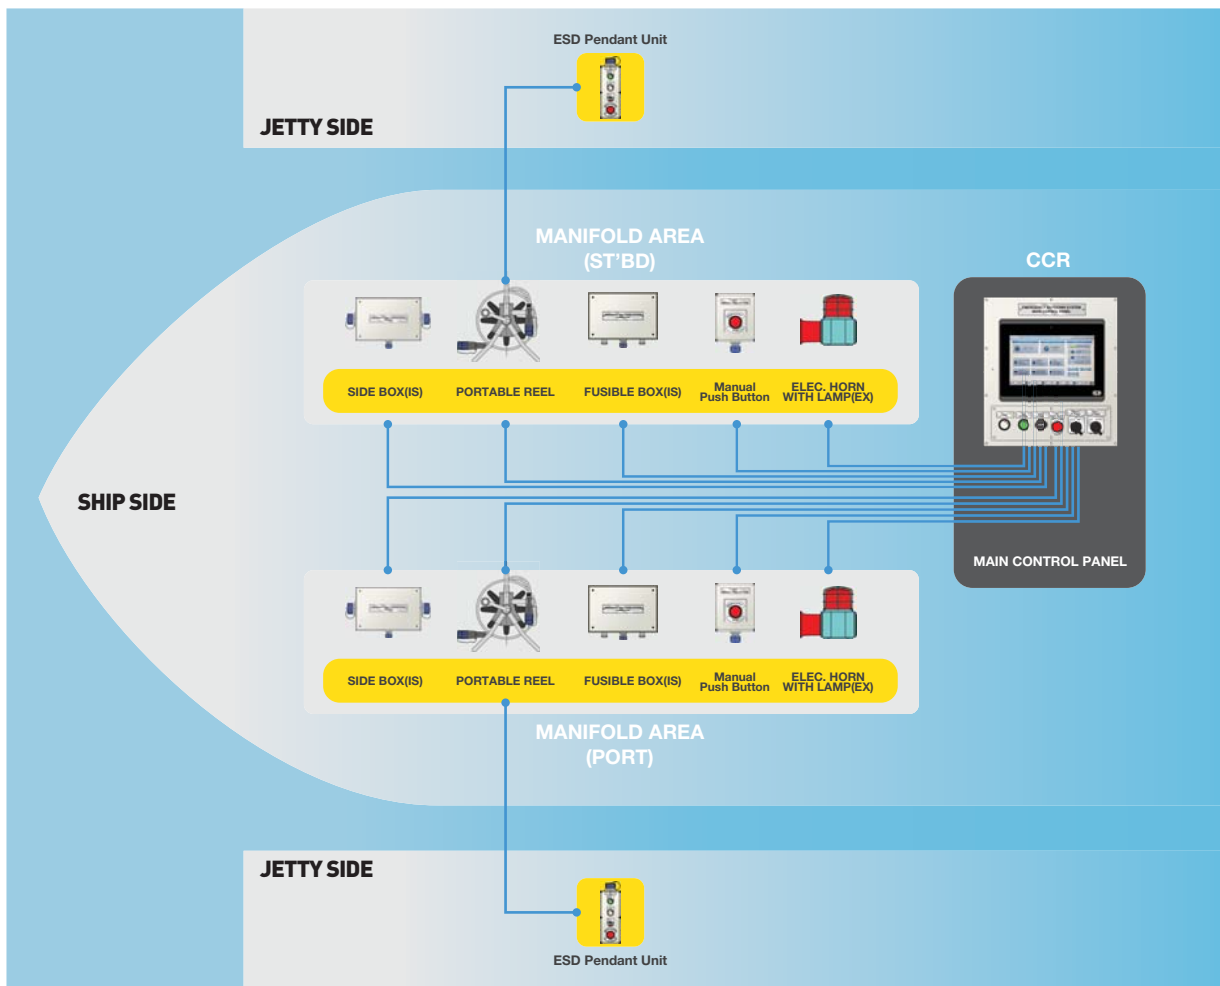 ESD Pendant Unit
JETTY SIDE
MANIFOLD AREA
(ST'BD)
CCR
SIDE BOX(IS)
PORTABLE REEL
FUSIBLE BOX(IS)
Manual
Push Button
ELEC. HORN
WITH LAMP(EX)
SHIP SIDE
MAIN CONTROL PANEL
SIDE BOX(IS)
PORTABLE REEL
FUSIBLE BOX(IS)
Manual
Push Button
ELEC. HORN
WITH LAMP(EX)
MANIFOLD AREA
(PORT)
JETTY SIDE
ESD Pendant Unit